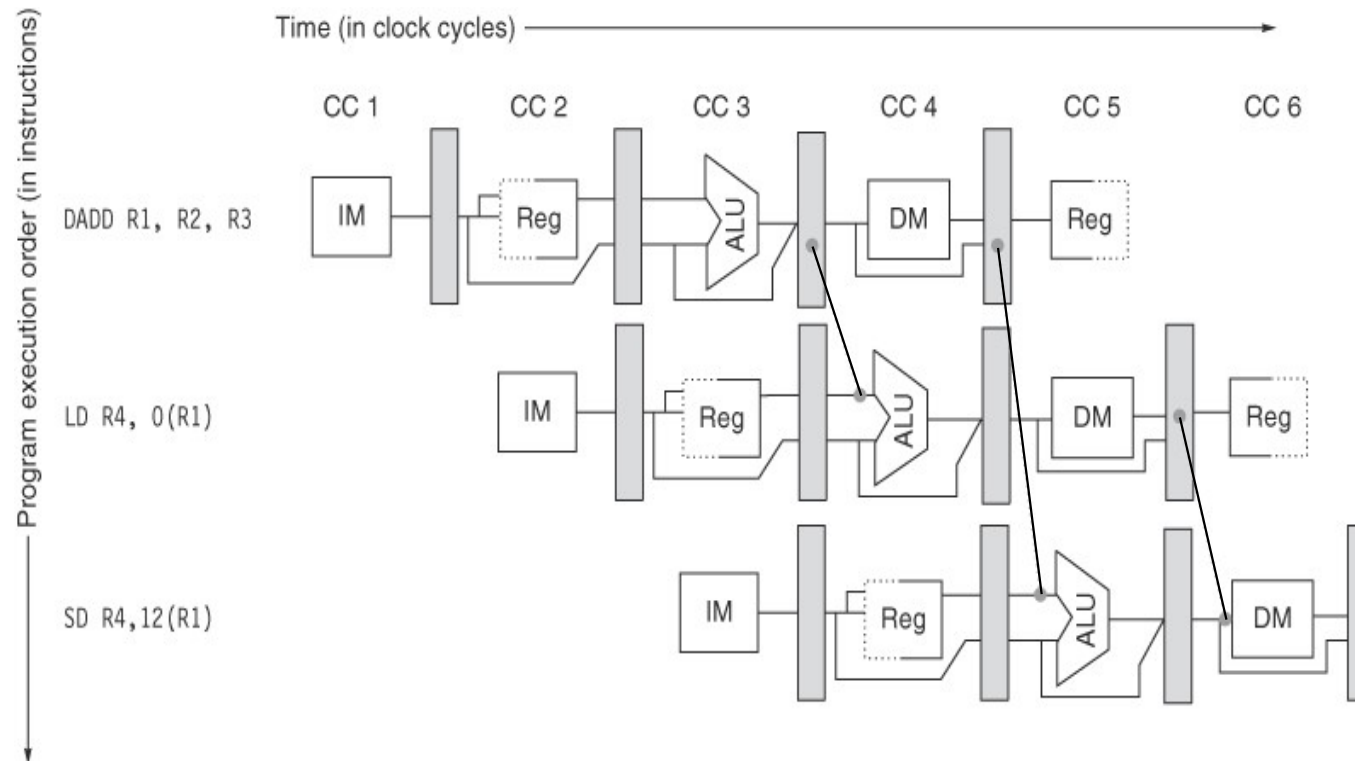 Time (in clock cycles)
Program execution order (in instructions)
CC 1 CC 2 CC 3 CC 4 CC 5 CC 6
DADD R1, R2, R3 IM Reg ALU DM Reg
LD R4, 0(R1) IM Reg ALU DM Reg
SD R4,12(R1) IM Reg ALU DM